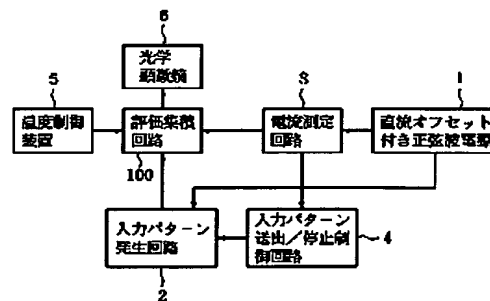 6
光学
顕微鏡
5
温度制御
装置
評価集積
回路
100
3
電流測定
回路
1
直流オフセット
付き正弦波電源
入力パターン
発生回路
2
入力パターン
送出／停止制
御回路
4